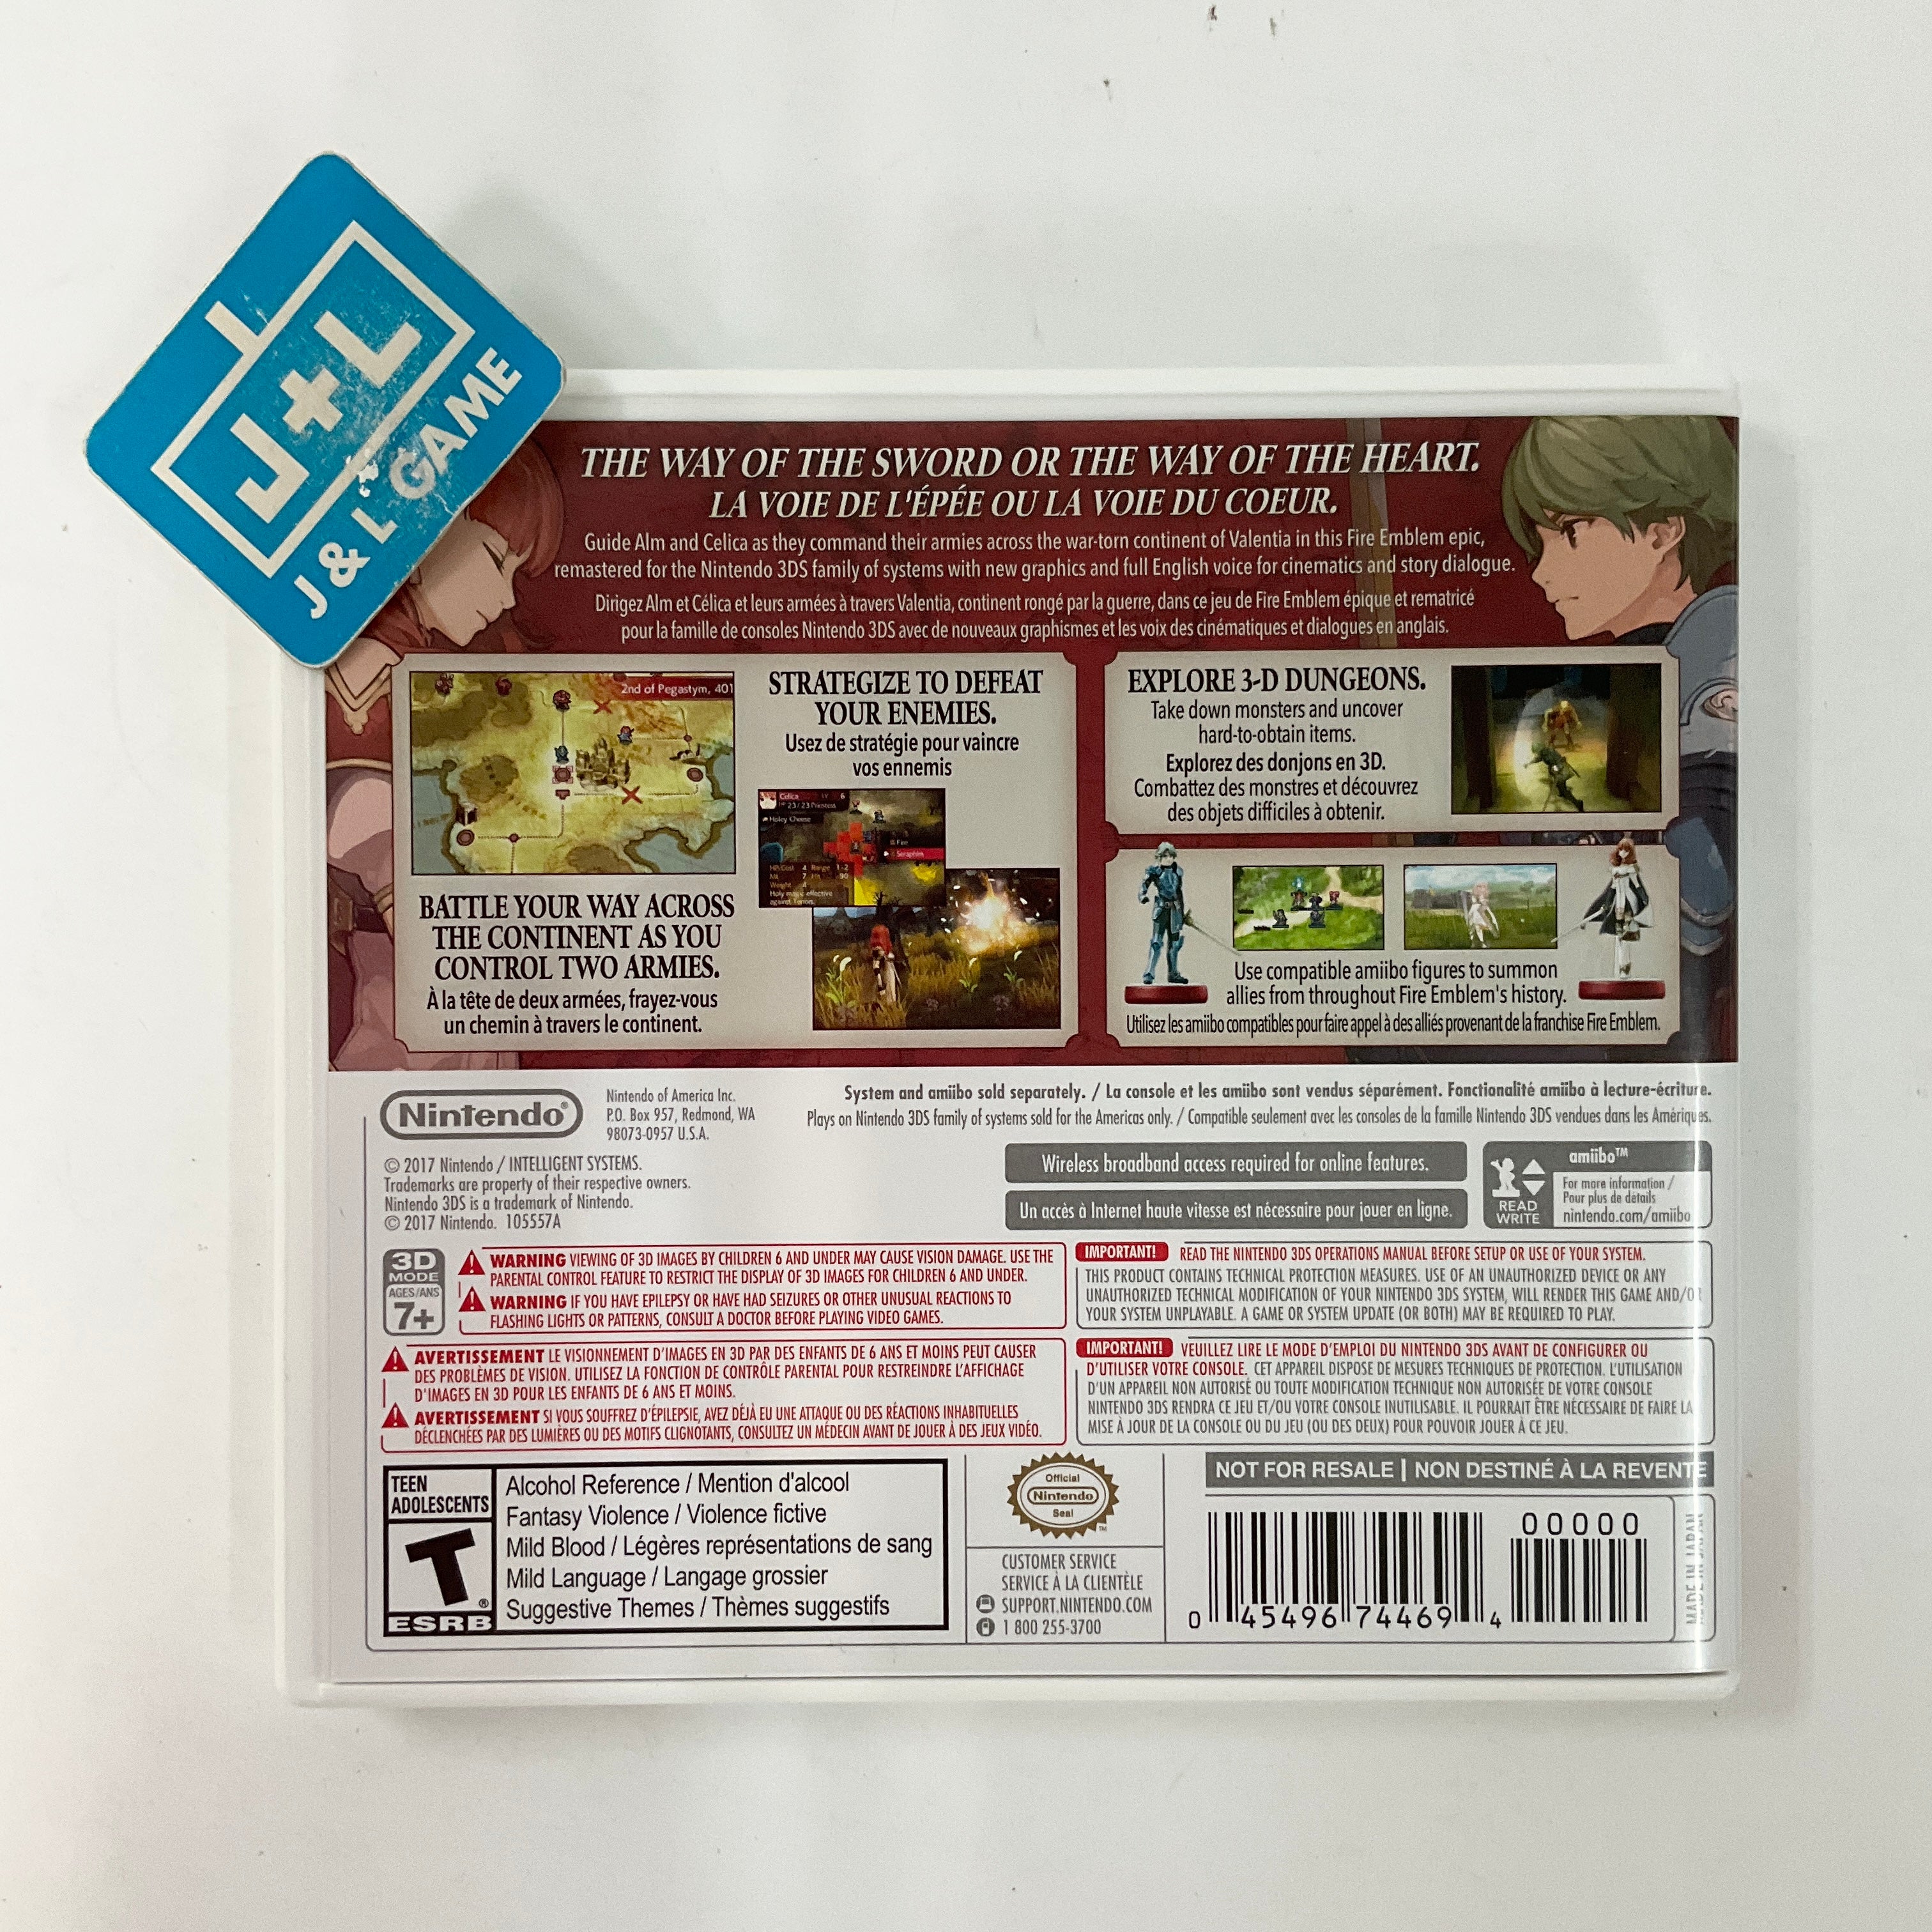 J+L
J & L GAME
THE WAY OF THE SWORD OR THE WAY OF THE HEART.
LA VOIE DE L'ÉPÉE OU LA VOIE DU COEUR.
Guide Alm and Celica as they command their armies across the war-torn continent of Valentia in this Fire Emblem epic,
remastered for the Nintendo 3DS family of systems with new graphics and full English voice for cinematics and story dialogue.
Dirigez Alm et Célica et leurs armées à travers Valentia, continent rongé par la guerre, dans ce jeu de Fire Emblem épique et rematricé
pour la famille de consoles Nintendo 3DS avec de nouveaux graphismes et les voix des cinématiques et dialogues en anglais.
2nd of Pegastym, 401
BATTLE YOUR WAY ACROSS
THE CONTINENT AS YOU
CONTROL TWO ARMIES.
À la tête de deux armées, frayez-vous
un chemin à travers le continent.
STRATEGIZE TO DEFEAT
YOUR ENEMIES.
Usez de stratégie pour vaincre
vos ennemis
Celica LV 6
HP 23/23 Priestess
Fire
Seraphim
HP Cost 4 Range 1-2
Mt 7 Hit 90
Weight 4
Holy magic effective
against Terrors.
EXPLORE 3-D DUNGEONS.
Take down monsters and uncover
hard-to-obtain items.
Explorez des donjons en 3D.
Combattez des monstres et découvrez
des objets difficiles à obtenir.
Use compatible amiibo figures to summon
allies from throughout Fire Emblem's history.
Utilisez les amiibo compatibles pour faire appel à des alliés provenant de la franchise Fire Emblem.
Nintendo®
Nintendo of America Inc.
P.O. Box 957, Redmond, WA
98073-0957 U.S.A.
System and amiibo sold separately. / La console et les amiibo sont vendus séparément. Fonctionalité amiibo à lecture-écriture.
Plays on Nintendo 3DS family of systems sold for the Americas only. / Compatible seulement avec les consoles de la famille Nintendo 3DS vendues dans les Amériques.
© 2017 Nintendo / INTELLIGENT SYSTEMS.
Trademarks are property of their respective owners.
Nintendo 3DS is a trademark of Nintendo.
© 2017 Nintendo. 105557A
Wireless broadband access required for online features.
Un accès à Internet haute vitesse est nécessaire pour jouer en ligne.
READ
WRITE
amiibo™
For more information /
Pour plus de détails
nintendo.com/amiibo
3D
MODE
AGES/ANS
7+
WARNING VIEWING OF 3D IMAGES BY CHILDREN 6 AND UNDER MAY CAUSE VISION DAMAGE. USE THE
PARENTAL CONTROL FEATURE TO RESTRICT THE DISPLAY OF 3D IMAGES FOR CHILDREN 6 AND UNDER.
WARNING IF YOU HAVE EPILEPSY OR HAVE HAD SEIZURES OR OTHER UNUSUAL REACTIONS TO
FLASHING LIGHTS OR PATTERNS, CONSULT A DOCTOR BEFORE PLAYING VIDEO GAMES.
AVERTISSEMENT LE VISIONNEMENT D'IMAGES EN 3D PAR DES ENFANTS DE 6 ANS ET MOINS PEUT CAUSER
DES PROBLÈMES DE VISION. UTILISEZ LA FONCTION DE CONTRÔLE PARENTAL POUR RESTREINDRE L'AFFICHAGE
D'IMAGES EN 3D POUR LES ENFANTS DE 6 ANS ET MOINS.
AVERTISSEMENT SI VOUS SOUFFREZ D'ÉPILEPSIE, AVEZ DÉJÀ EU UNE ATTAQUE OU DES RÉACTIONS INHABITUELLES
DÉCLENCHÉES PAR DES LUMIÈRES OU DES MOTIFS CLIGNOTANTS, CONSULTEZ UN MÉDECIN AVANT DE JOUER À DES JEUX VIDÉO.
IMPORTANT! READ THE NINTENDO 3DS OPERATIONS MANUAL BEFORE SETUP OR USE OF YOUR SYSTEM.
THIS PRODUCT CONTAINS TECHNICAL PROTECTION MEASURES. USE OF AN UNAUTHORIZED DEVICE OR ANY
UNAUTHORIZED TECHNICAL MODIFICATION OF YOUR NINTENDO 3DS SYSTEM, WILL RENDER THIS GAME AND/OR
YOUR SYSTEM UNPLAYABLE. A GAME OR SYSTEM UPDATE (OR BOTH) MAY BE REQUIRED TO PLAY.
IMPORTANT! VEUILLEZ LIRE LE MODE D'EMPLOI DU NINTENDO 3DS AVANT DE CONFIGURER OU
D'UTILISER VOTRE CONSOLE. CET APPAREIL DISPOSE DE MESURES TECHNIQUES DE PROTECTION. L'UTILISATION
D'UN APPAREIL NON AUTORISÉ OU TOUTE MODIFICATION TECHNIQUE NON AUTORISÉE DE VOTRE CONSOLE
NINTENDO 3DS RENDRA CE JEU ET/OU VOTRE CONSOLE INUTILISABLE. IL POURRAIT ÊTRE NÉCESSAIRE DE FAIRE LA
MISE À JOUR DE LA CONSOLE OU DU JEU (OU DES DEUX) POUR POUVOIR JOUER À CE JEU.
TEEN
ADOLESCENTS
T
®
ESRB
Alcohol Reference / Mention d'alcool
Fantasy Violence / Violence fictive
Mild Blood / Légères représentations de sang
Mild Language / Langage grossier
Suggestive Themes / Thèmes suggestifs
Official
Nintendo
Seal
™
CUSTOMER SERVICE
SERVICE À LA CLIENTÈLE
SUPPORT.NINTENDO.COM
1 800 255-3700
NOT FOR RESALE | NON DESTINÉ À LA REVENTE
00000
0 45496 74469 4
MADE IN JAPAN